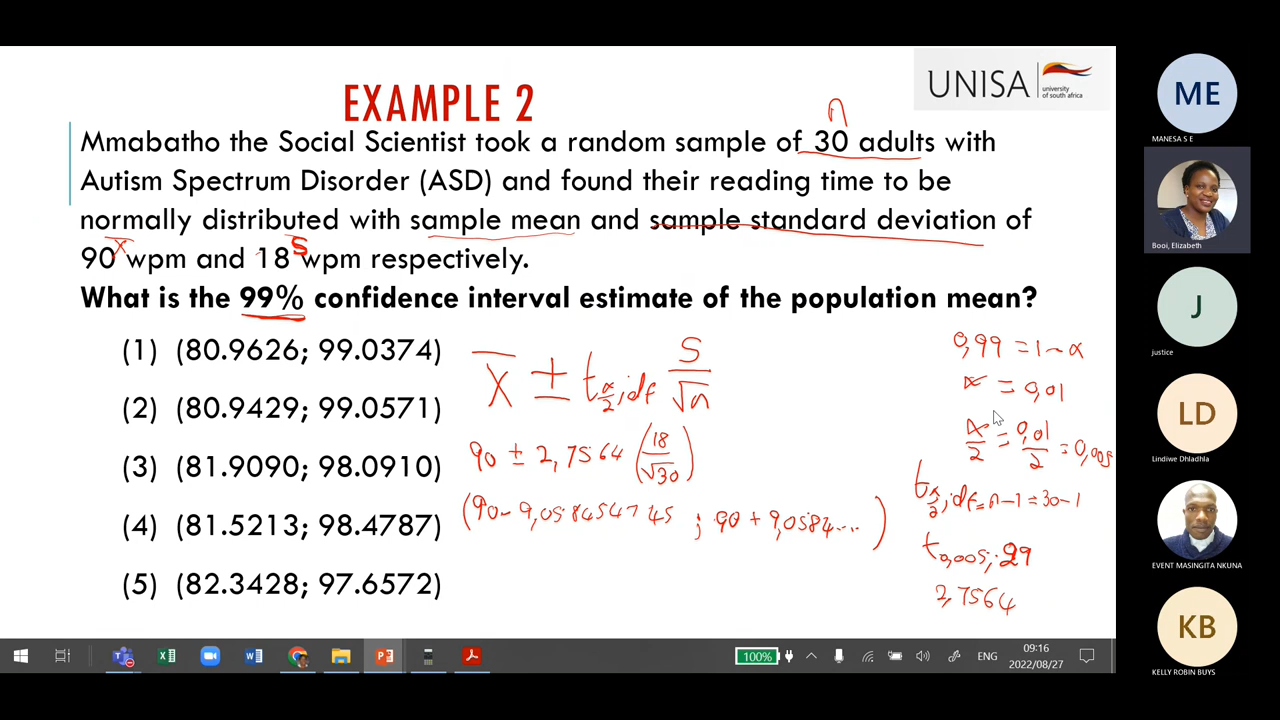 UNISA
university
of south africa
EXAMPLE 2
n
Mmabatho the Social Scientist took a random sample of 30 adults with
Autism Spectrum Disorder (ASD) and found their reading time to be
normally distributed with sample mean and sample standard deviation of
x̄ S
90 wpm and 18 wpm respectively.
What is the 99% confidence interval estimate of the population mean?
(1) (80.9626; 99.0374)
(2) (80.9429; 99.0571)
(3) (81.9090; 98.0910)
(4) (81.5213; 98.4787)
(5) (82.3428; 97.6572)
X̄ ± t α/2; df S/√n
90 ± 2,7564 (18/√30)
(90 - 9,0584544745 ; 90 + 9,0584...)
0,99 = 1 - α
α = 0,01
α/2 = 0,01/2 = 0,005
t α/2; df = n-1 = 30-1
t 0,005; 29
2,7564
ME
MANESA S E
Booi, Elizabeth
J
justice
LD
Lindiwe Dhladhla
EVENT MASINGITA NKUNA
KB
KELLY ROBIN BUYS
100%
ENG
09:16
2022/08/27